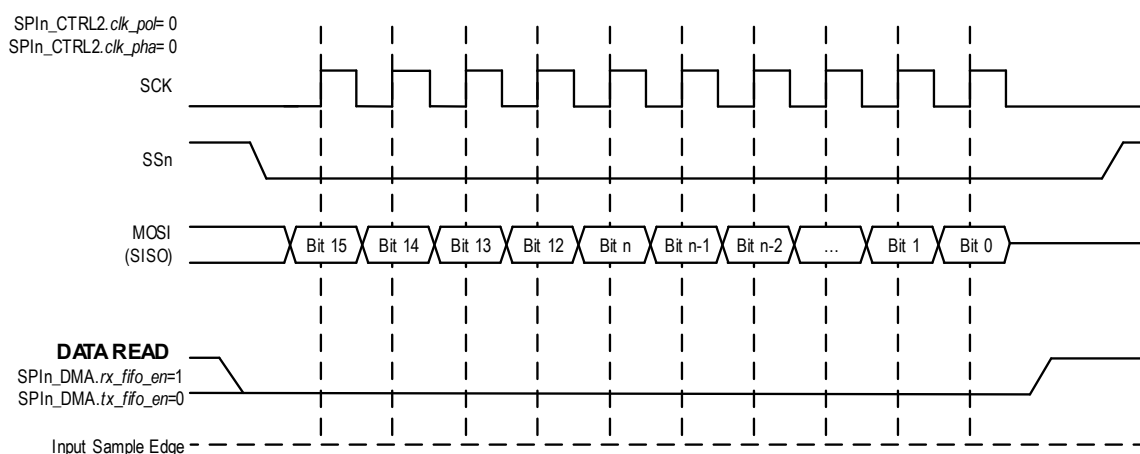 SPIn_CTRL2.clk_pol= 0
SPIn_CTRL2.clk_pha= 0
SCK
SSn
MOSI
(SISO)
Bit 15 Bit 14 Bit 13 Bit 12 Bit n Bit n-1 Bit n-2 ... Bit 1 Bit 0
DATA READ
SPIn_DMA.rx_fifo_en=1
SPIn_DMA.tx_fifo_en=0
Input Sample Edge